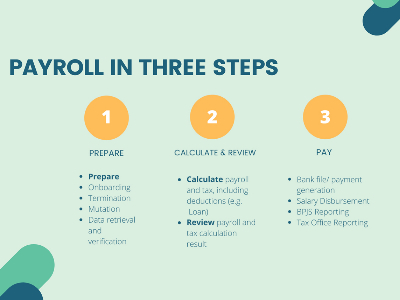 PAYROLL IN THREE STEPS
1
PREPARE
Prepare
Onboarding
Termination
Mutation
Data retrieval
and
verification
2
CALCULATE & REVIEW
Calculate payroll
and tax, including
deductions (e.g.
Loan)
Review payroll and
tax calculation
result
3
PAY
Bank file/ payment
generation
Salary Disbursement
BPJS Reporting
Tax Office Reporting